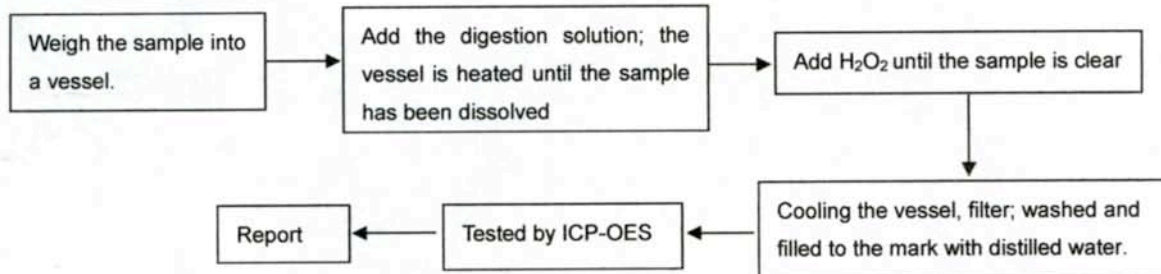 Weigh the sample into
a vessel.
Add the digestion solution; the
vessel is heated until the sample
has been dissolved
Add H₂O₂ until the sample is clear
Cooling the vessel, filter; washed and
filled to the mark with distilled water.
Tested by ICP-OES
Report